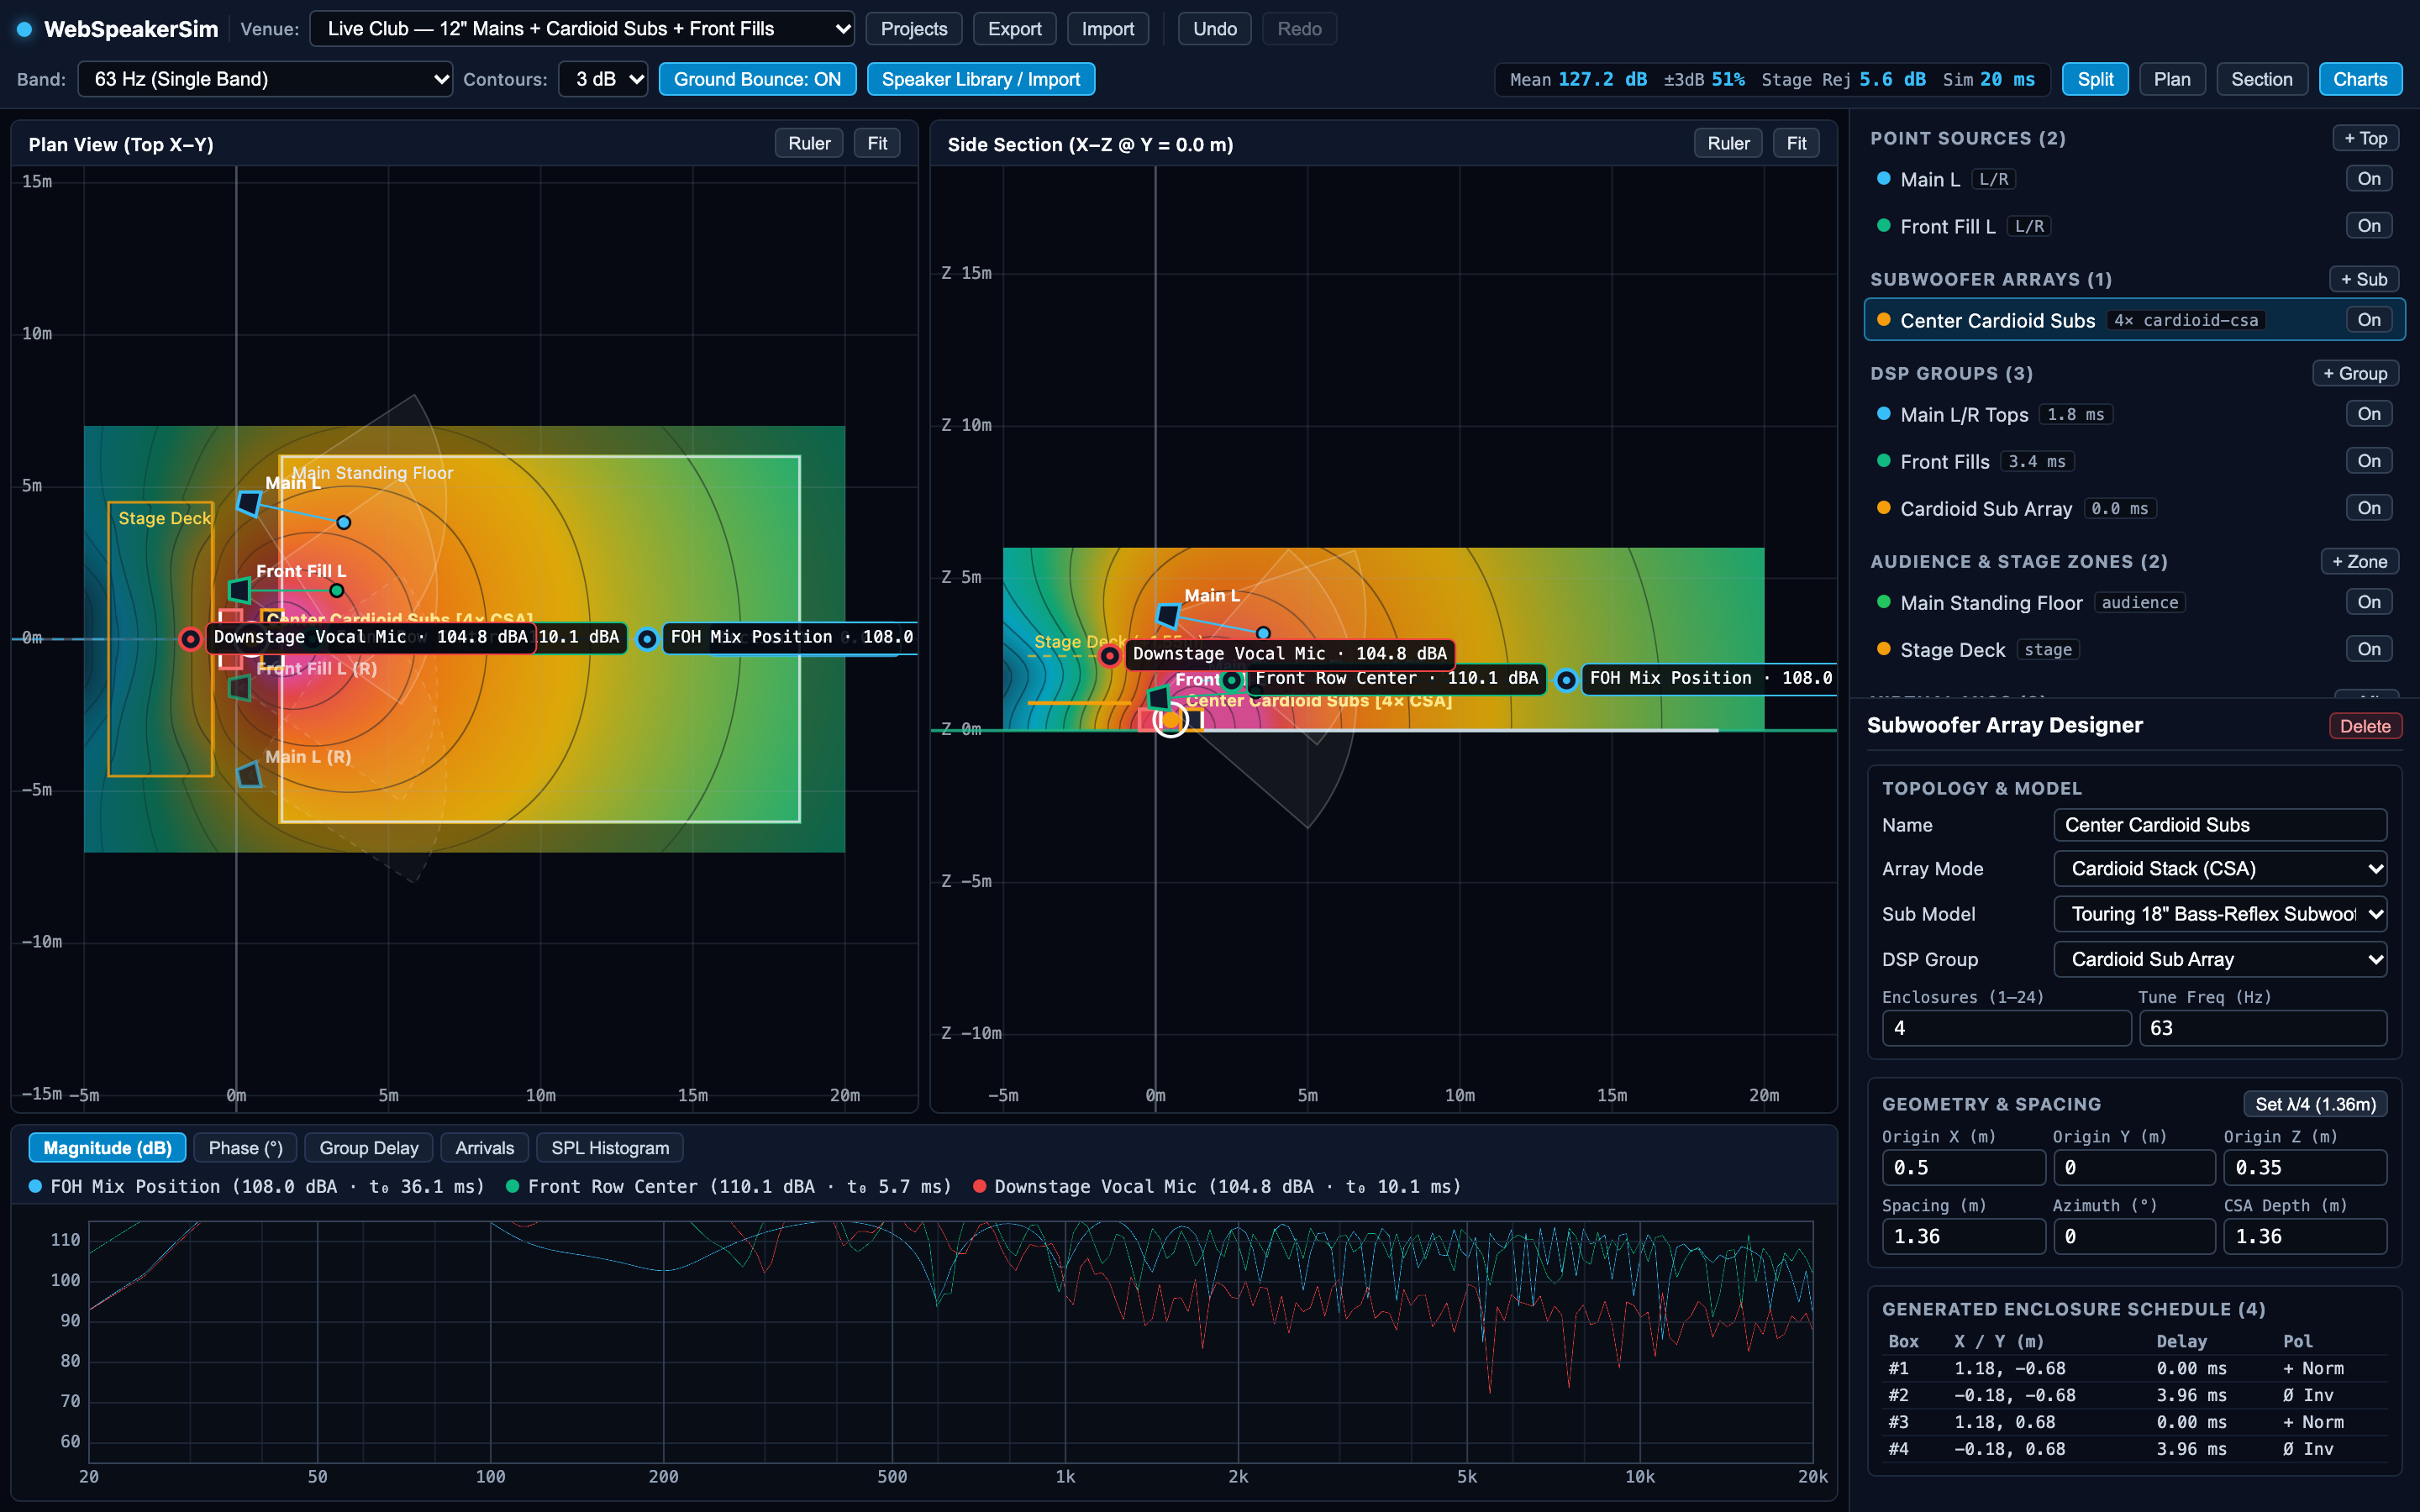 WebSpeakerSim
Venue:
Live Club — 12" Mains + Cardioid Subs + Front Fills
Projects
Export
Import
Undo
Redo
Band:
63 Hz (Single Band)
Contours:
3 dB
Ground Bounce: ON
Speaker Library / Import
Mean 127.2 dB ±3dB 51% Stage Rej 5.6 dB Sim 20 ms
Split
Plan
Section
Charts
Plan View (Top X–Y)
Ruler
Fit
15m
10m
5m
0m
−5m
−10m
−15m
−5m
0m
5m
10m
15m
20m
Main Standing Floor
Main L
Stage Deck
Front Fill L
Center Cardioid Subs [4× CSA]
Downstage Vocal Mic · 104.8 dBA
10.1 dBA
FOH Mix Position · 108.0
Front Fill L (R)
Main L (R)
Side Section (X–Z @ Y = 0.0 m)
Ruler
Fit
Z 15m
Z 10m
Z 5m
Z 0m
Z −5m
Z −10m
−5m
0m
5m
10m
15m
20m
Main L
Stage Deck
Downstage Vocal Mic · 104.8 dBA
Front
Front Row Center · 110.1 dBA
FOH Mix Position · 108.0
Center Cardioid Subs [4× CSA]
Magnitude (dB)
Phase (°)
Group Delay
Arrivals
SPL Histogram
FOH Mix Position (108.0 dBA · t₀ 36.1 ms)
Front Row Center (110.1 dBA · t₀ 5.7 ms)
Downstage Vocal Mic (104.8 dBA · t₀ 10.1 ms)
110
100
90
80
70
60
20
50
100
200
500
1k
2k
5k
10k
20k
POINT SOURCES (2)
+ Top
Main L L/R
On
Front Fill L L/R
On
SUBWOOFER ARRAYS (1)
+ Sub
Center Cardioid Subs 4× cardioid-csa
On
DSP GROUPS (3)
+ Group
Main L/R Tops 1.8 ms
On
Front Fills 3.4 ms
On
Cardioid Sub Array 0.0 ms
On
AUDIENCE & STAGE ZONES (2)
+ Zone
Main Standing Floor audience
On
Stage Deck stage
On
Subwoofer Array Designer
Delete
TOPOLOGY & MODEL
Name
Center Cardioid Subs
Array Mode
Cardioid Stack (CSA)
Sub Model
Touring 18" Bass-Reflex Subwoof
DSP Group
Cardioid Sub Array
Enclosures (1–24)
Tune Freq (Hz)
4
63
GEOMETRY & SPACING
Set λ/4 (1.36m)
Origin X (m)
Origin Y (m)
Origin Z (m)
0.5
0
0.35
Spacing (m)
Azimuth (°)
CSA Depth (m)
1.36
0
1.36
GENERATED ENCLOSURE SCHEDULE (4)
Box X / Y (m) Delay Pol
#1 1.18, −0.68 0.00 ms + Norm
#2 −0.18, −0.68 3.96 ms Ø Inv
#3 1.18, 0.68 0.00 ms + Norm
#4 −0.18, 0.68 3.96 ms Ø Inv